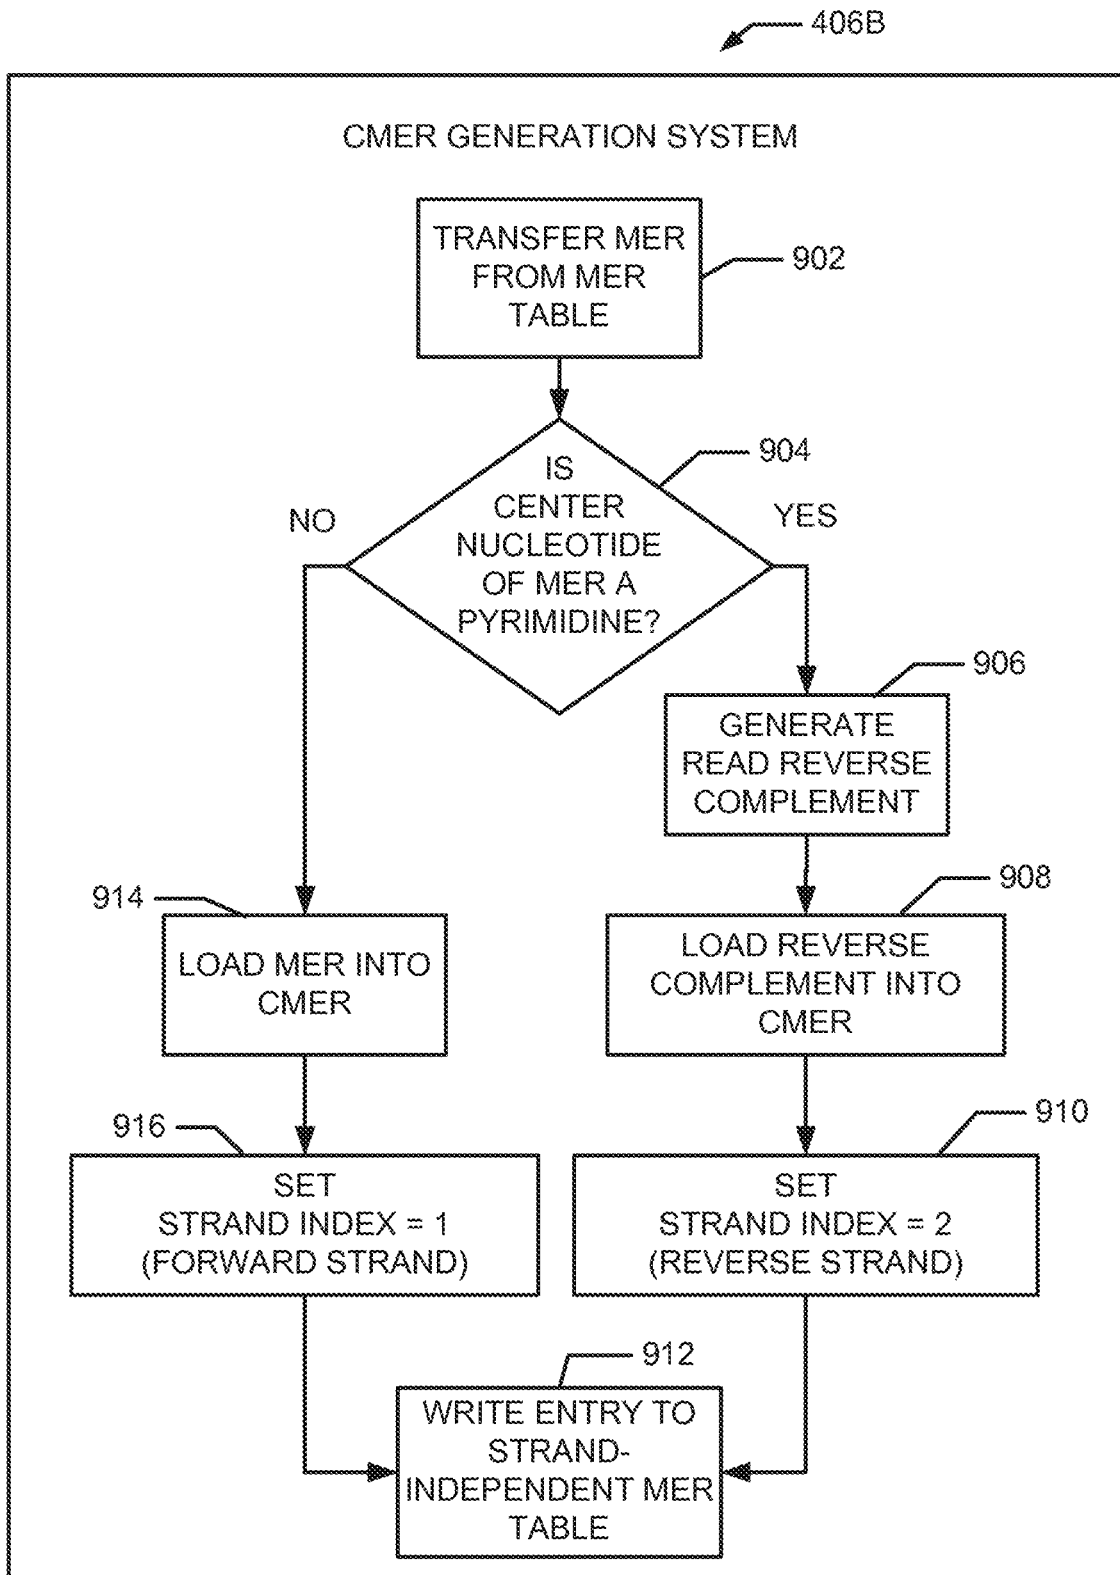 406B
CMER GENERATION SYSTEM
TRANSFER MER
FROM MER
TABLE
902
IS
CENTER
NUCLEOTIDE
OF MER A
PYRIMIDINE?
904
NO
YES
906
GENERATE
READ REVERSE
COMPLEMENT
914
LOAD MER INTO
CMER
908
LOAD REVERSE
COMPLEMENT INTO
CMER
916
SET
STRAND INDEX = 1
(FORWARD STRAND)
910
SET
STRAND INDEX = 2
(REVERSE STRAND)
912
WRITE ENTRY TO
STRAND-
INDEPENDENT MER
TABLE